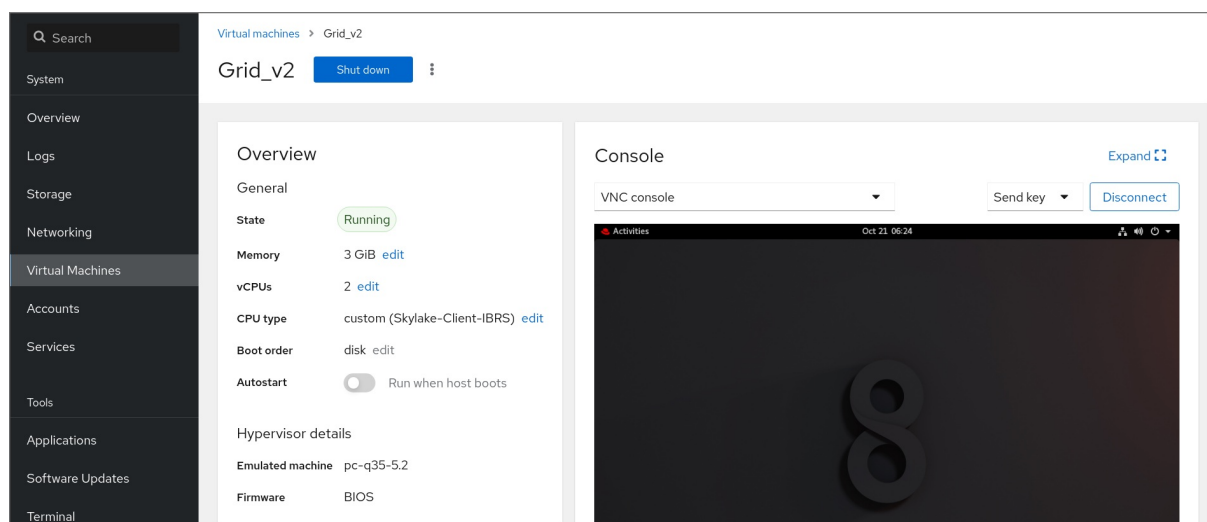 Search
System
Overview
Logs
Storage
Networking
Virtual Machines
Accounts
Services
Tools
Applications
Software Updates
Terminal
Virtual machines > Grid_v2
Grid_v2 Shut down
Overview
General
State Running
Memory 3 GiB edit
vCPUs 2 edit
CPU type custom (Skylake-Client-IBRS) edit
Boot order disk edit
Autostart Run when host boots
Hypervisor details
Emulated machine pc-q35-5.2
Firmware BIOS
Console Expand
VNC console Send key Disconnect
Activities Oct 21 06:24
8